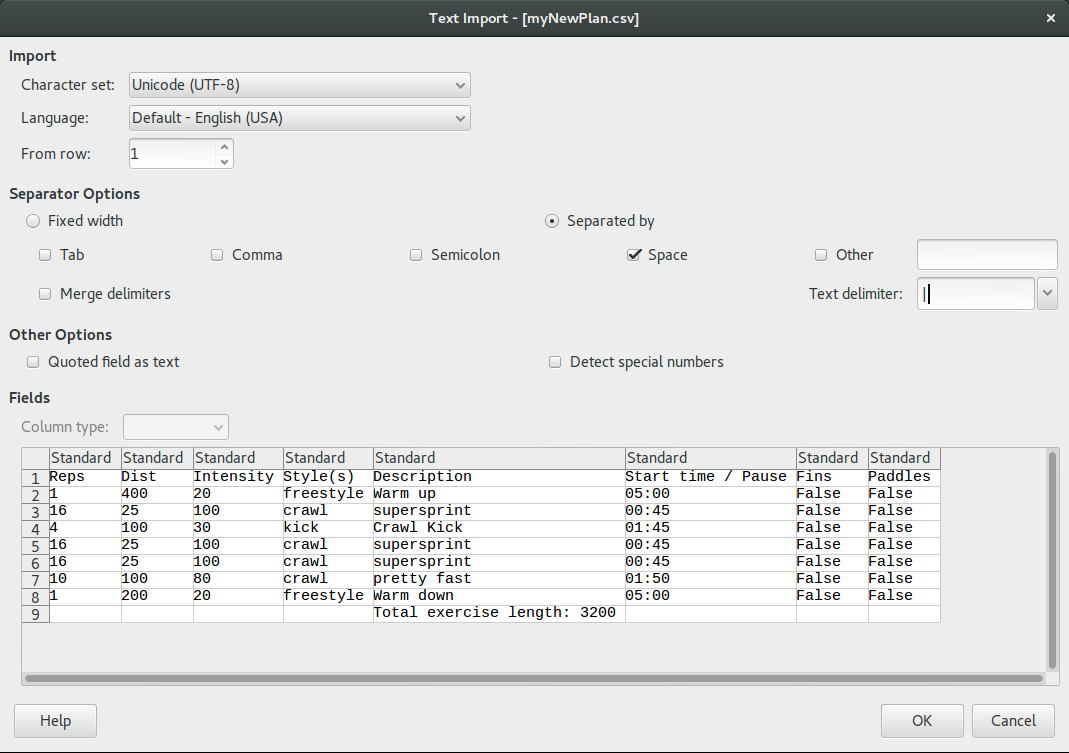 Text Import - [myNewPlan.csv]
Import
Character set: Unicode (UTF-8)
Language: Default - English (USA)
From row: 1
Separator Options
Fixed width Separated by
Tab Comma Semicolon Space Other
Merge delimiters Text delimiter: |
Other Options
Quoted field as text Detect special numbers
Fields
Column type:
Standard Standard Standard Standard Standard Standard Standard Standard
1 Reps Dist Intensity Style(s) Description Start time / Pause Fins Paddles
2 1 400 20 freestyle Warm up 05:00 False False
3 16 25 100 crawl supersprint 00:45 False False
4 4 100 30 kick Crawl Kick 01:45 False False
5 16 25 100 crawl supersprint 00:45 False False
6 16 25 100 crawl supersprint 00:45 False False
7 10 100 80 crawl pretty fast 01:50 False False
8 1 200 20 freestyle Warm down 05:00 False False
9 Total exercise length: 3200
Help OK Cancel